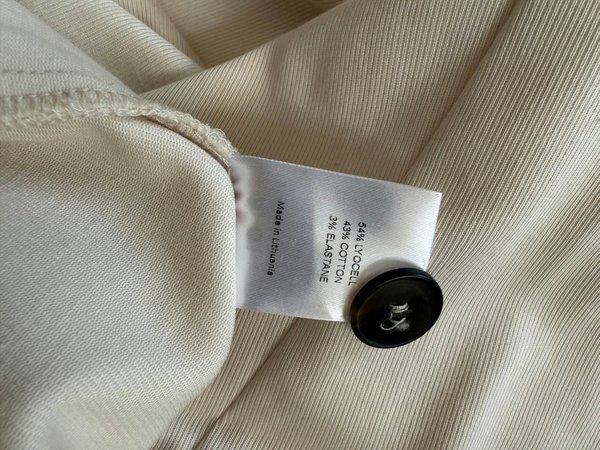 54% LYOCELL
43% COTTON
3% ELASTANE
Made in Lithuania